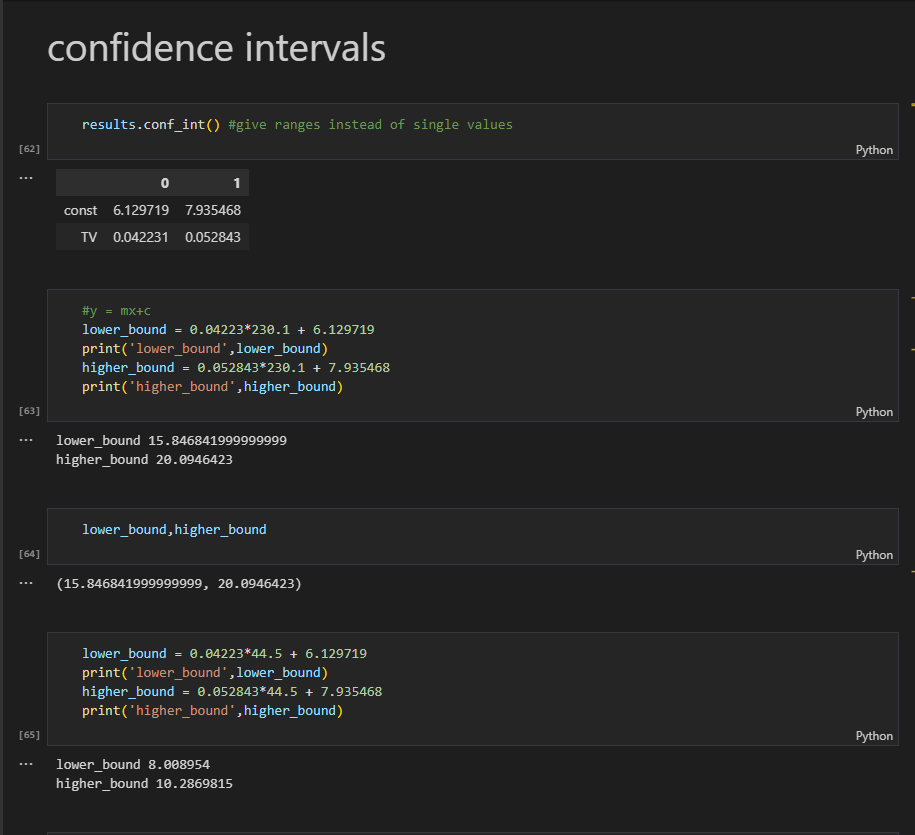 confidence intervals
results.conf_int() #give ranges instead of single values
[62]
Python
...
0 1
const 6.129719 7.935468
TV 0.042231 0.052843
#y = mx+c
lower_bound = 0.04223*230.1 + 6.129719
print('lower_bound',lower_bound)
higher_bound = 0.052843*230.1 + 7.935468
print('higher_bound',higher_bound)
[63]
Python
...
lower_bound 15.846841999999999
higher_bound 20.0946423
lower_bound,higher_bound
[64]
Python
...
(15.846841999999999, 20.0946423)
lower_bound = 0.04223*44.5 + 6.129719
print('lower_bound',lower_bound)
higher_bound = 0.052843*44.5 + 7.935468
print('higher_bound',higher_bound)
[65]
Python
...
lower_bound 8.008954
higher_bound 10.2869815